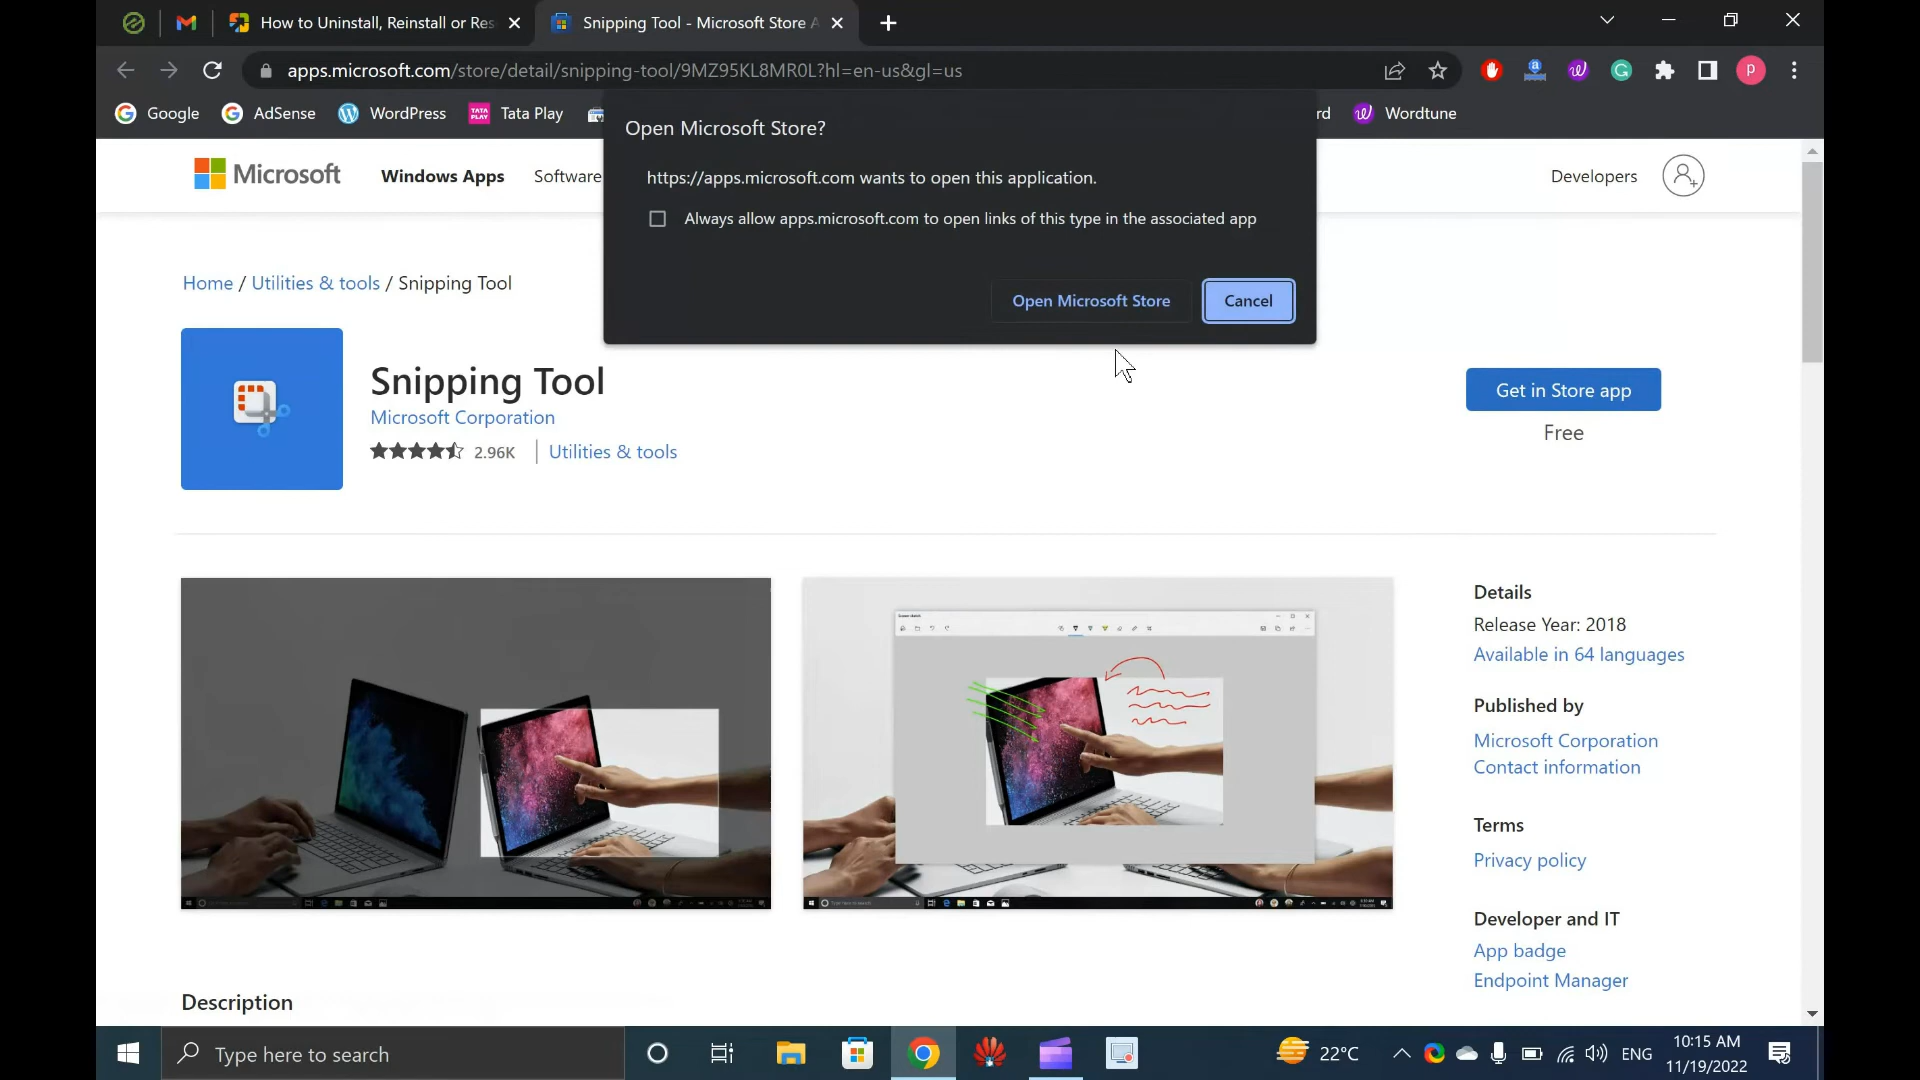 How to Uninstall, Reinstall or Res
Snipping Tool - Microsoft Store A
apps.microsoft.com/store/detail/snipping-tool/9MZ95KL8MR0L?hl=en-us&gl=us
P
Google
AdSense
WordPress
TATA PLAY
Tata Play
rd
Wordtune
Open Microsoft Store?
https://apps.microsoft.com wants to open this application.
Always allow apps.microsoft.com to open links of this type in the associated app
Open Microsoft Store
Cancel
Microsoft
Windows Apps
Software
Developers
Home / Utilities & tools / Snipping Tool
Snipping Tool
Microsoft Corporation
2.96K
Utilities & tools
Get in Store app
Free
Details
Release Year: 2018
Available in 64 languages
Published by
Microsoft Corporation
Contact information
Terms
Privacy policy
Developer and IT
App badge
Endpoint Manager
Description
Type here to search
22°C
ENG
10:15 AM
11/19/2022